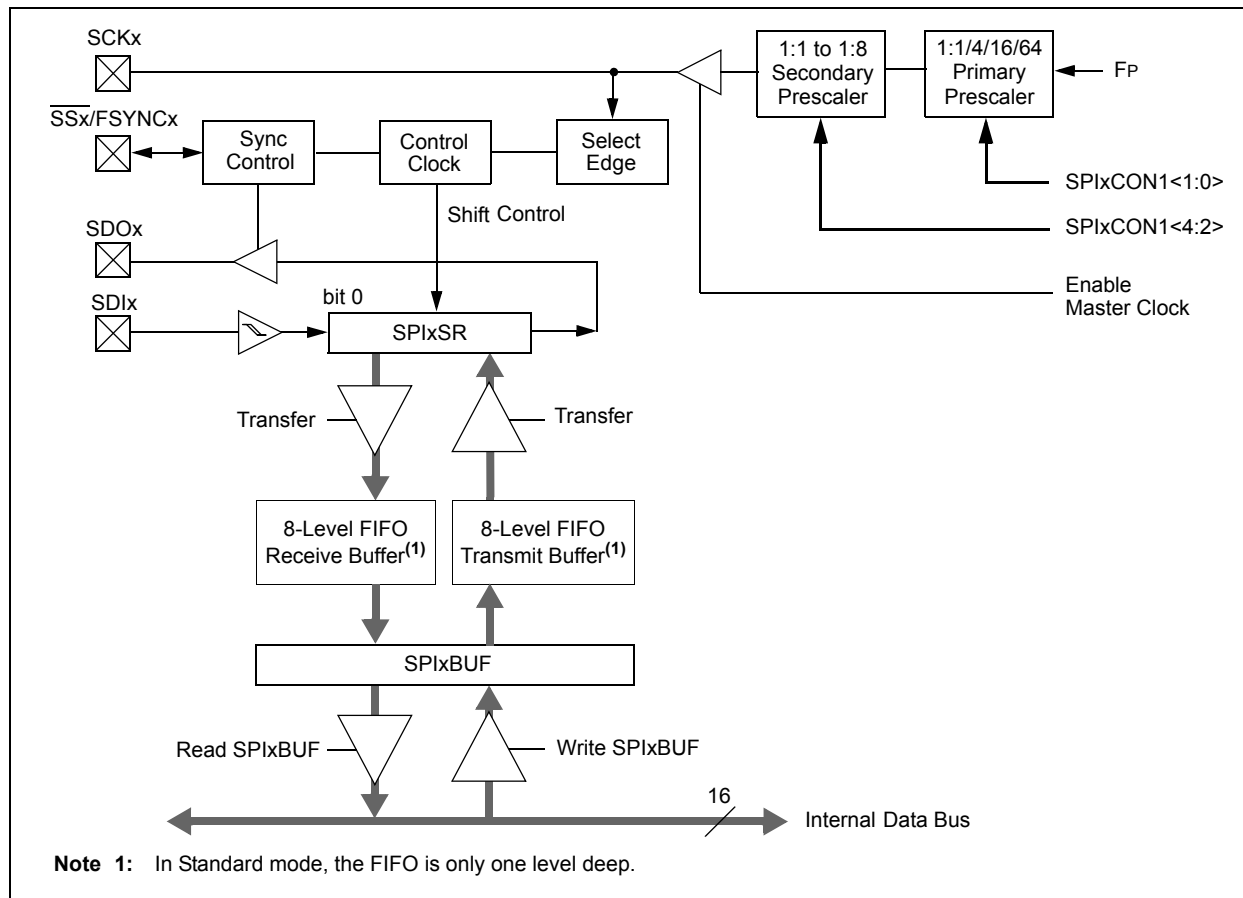 SCKx
SSx/FSYNCx
SDOx
SDIx
1:1 to 1:8
Secondary
Prescaler
1:1/4/16/64
Primary
Prescaler
FP
Sync
Control
Control
Clock
Select
Edge
Shift Control
SPIxCON1<1:0>
SPIxCON1<4:2>
Enable
Master Clock
bit 0
SPIxSR
Transfer
Transfer
8-Level FIFO
Receive Buffer(1)
8-Level FIFO
Transmit Buffer(1)
SPIxBUF
Read SPIxBUF
Write SPIxBUF
16
Internal Data Bus
Note 1: In Standard mode, the FIFO is only one level deep.